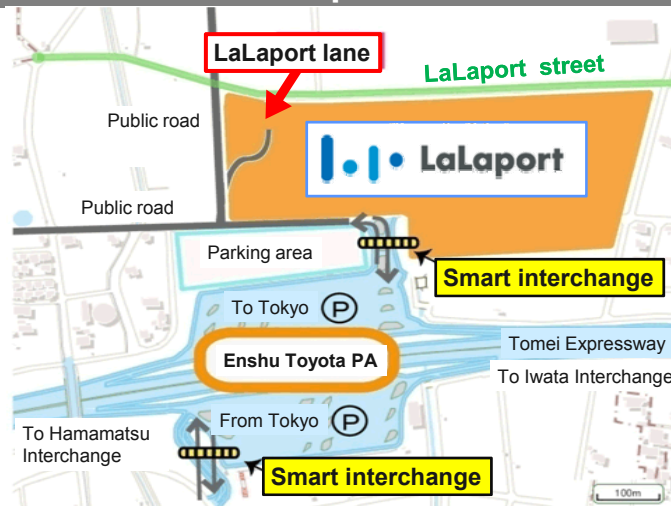 LaLaport lane
LaLaport street
Public road
LaLaport
Public road
Parking area
Smart interchange
To Tokyo P
Tomei Expressway
Enshu Toyota PA
To Iwata Interchange
From Tokyo P
To Hamamatsu
Interchange
Smart interchange
100m